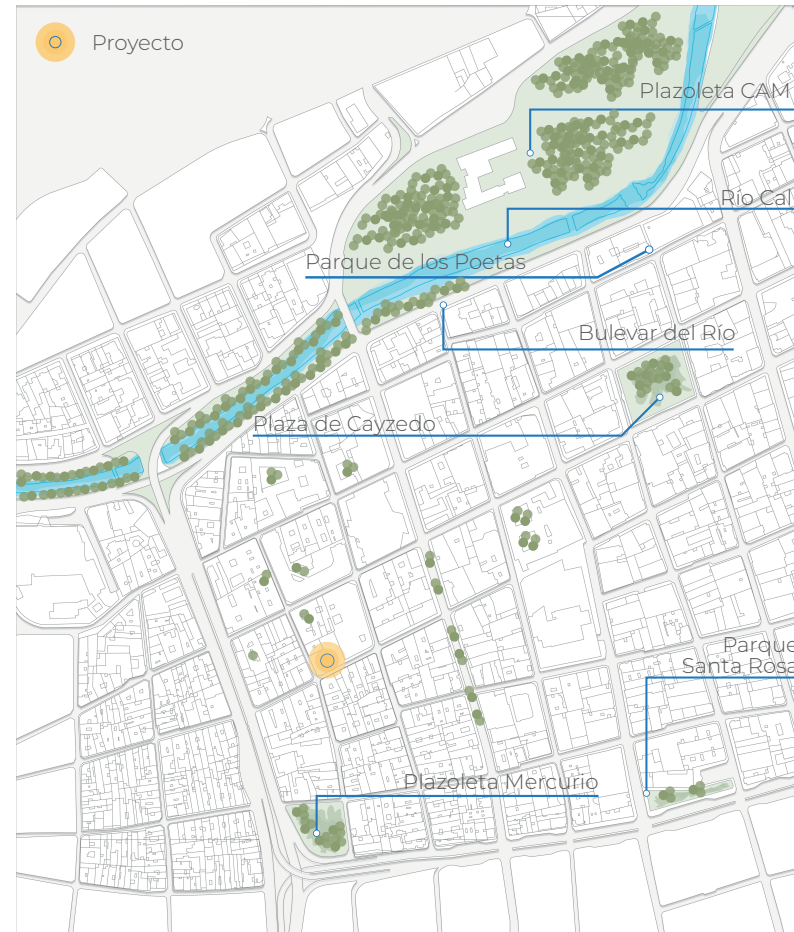 Proyecto
Plazoleta CAM
Río Cal
Parque de los Poetas
Bulevar del Río
Plaza de Cayzedo
Parque
Santa Rosa
Plazoleta Mercurio